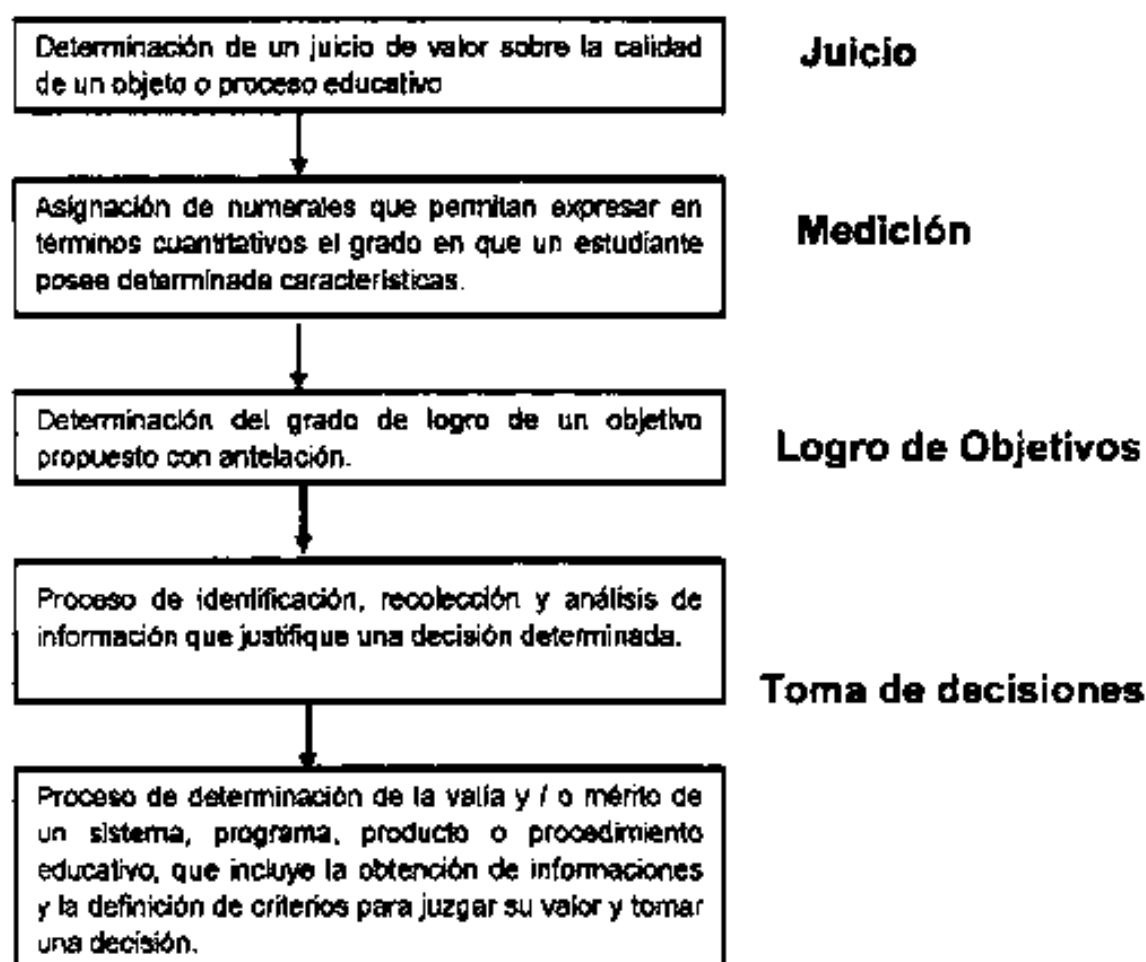 Determinación de un juicio de valor sobre la calidad
de un objeto o proceso educativo
Juicio
Asignación de numerales que permitan expresar en
términos cuantitativos el grado en que un estudiante
posee determinada características.
Medición
Determinación del grado de logro de un objetivo
propuesto con antelación.
Logro de Objetivos
Proceso de identificación, recolección y análisis de
información que justifique una decisión determinada.
Toma de decisiones
Proceso de determinación de la valía y / o mérito de
un sistema, programa, producto o procedimiento
educativo, que incluye la obtención de informaciones
y la definición de criterios para juzgar su valor y tomar
una decisión.